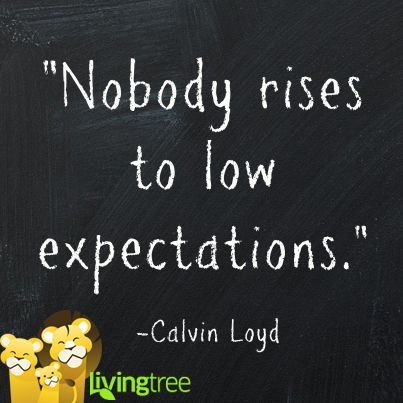 "Nobody rises
to low
expectations."
-Calvin Loyd
livingtree